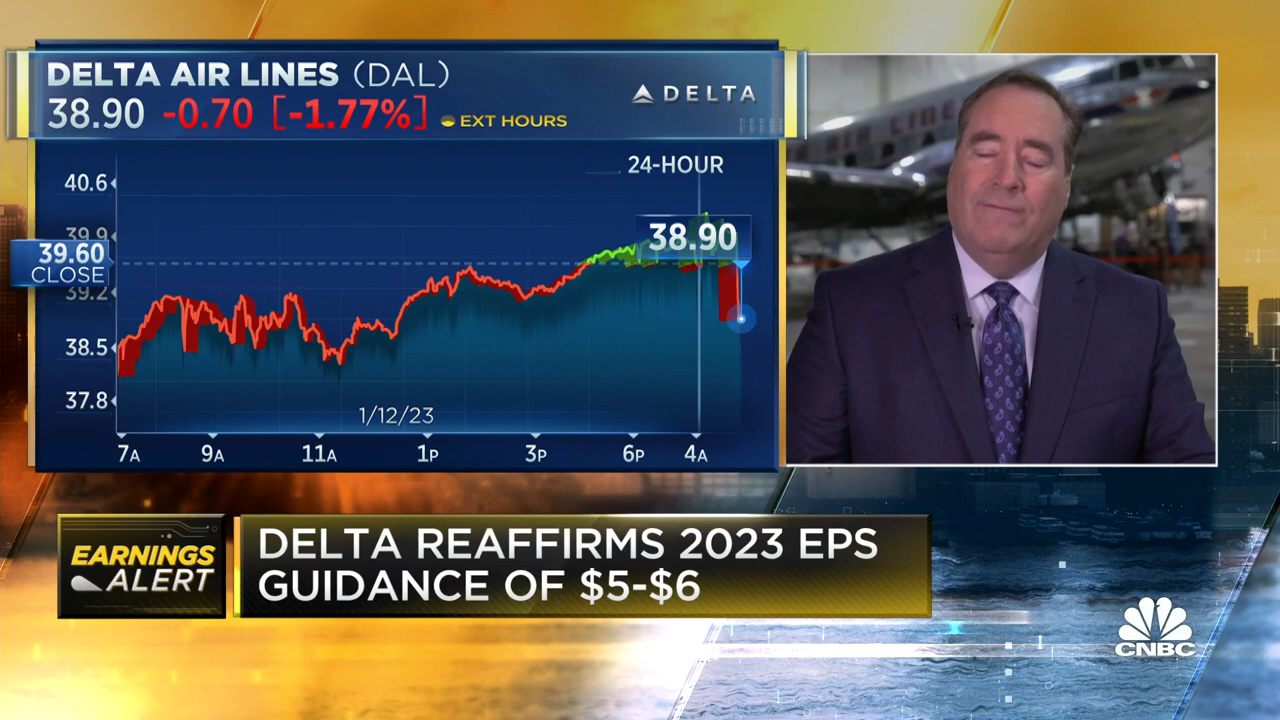 DELTA AIR LINES (DAL)
38.90 -0.70 [-1.77%] EXT HOURS
DELTA
24-HOUR
40.6
39.9
38.90
39.60
CLOSE
39.2
38.5
37.8
1/12/23
7A 9A 11A 1P 3P 6P 4A
AIR LINES
EARNINGS
ALERT
DELTA REAFFIRMS 2023 EPS
GUIDANCE OF $5-$6
CNBC